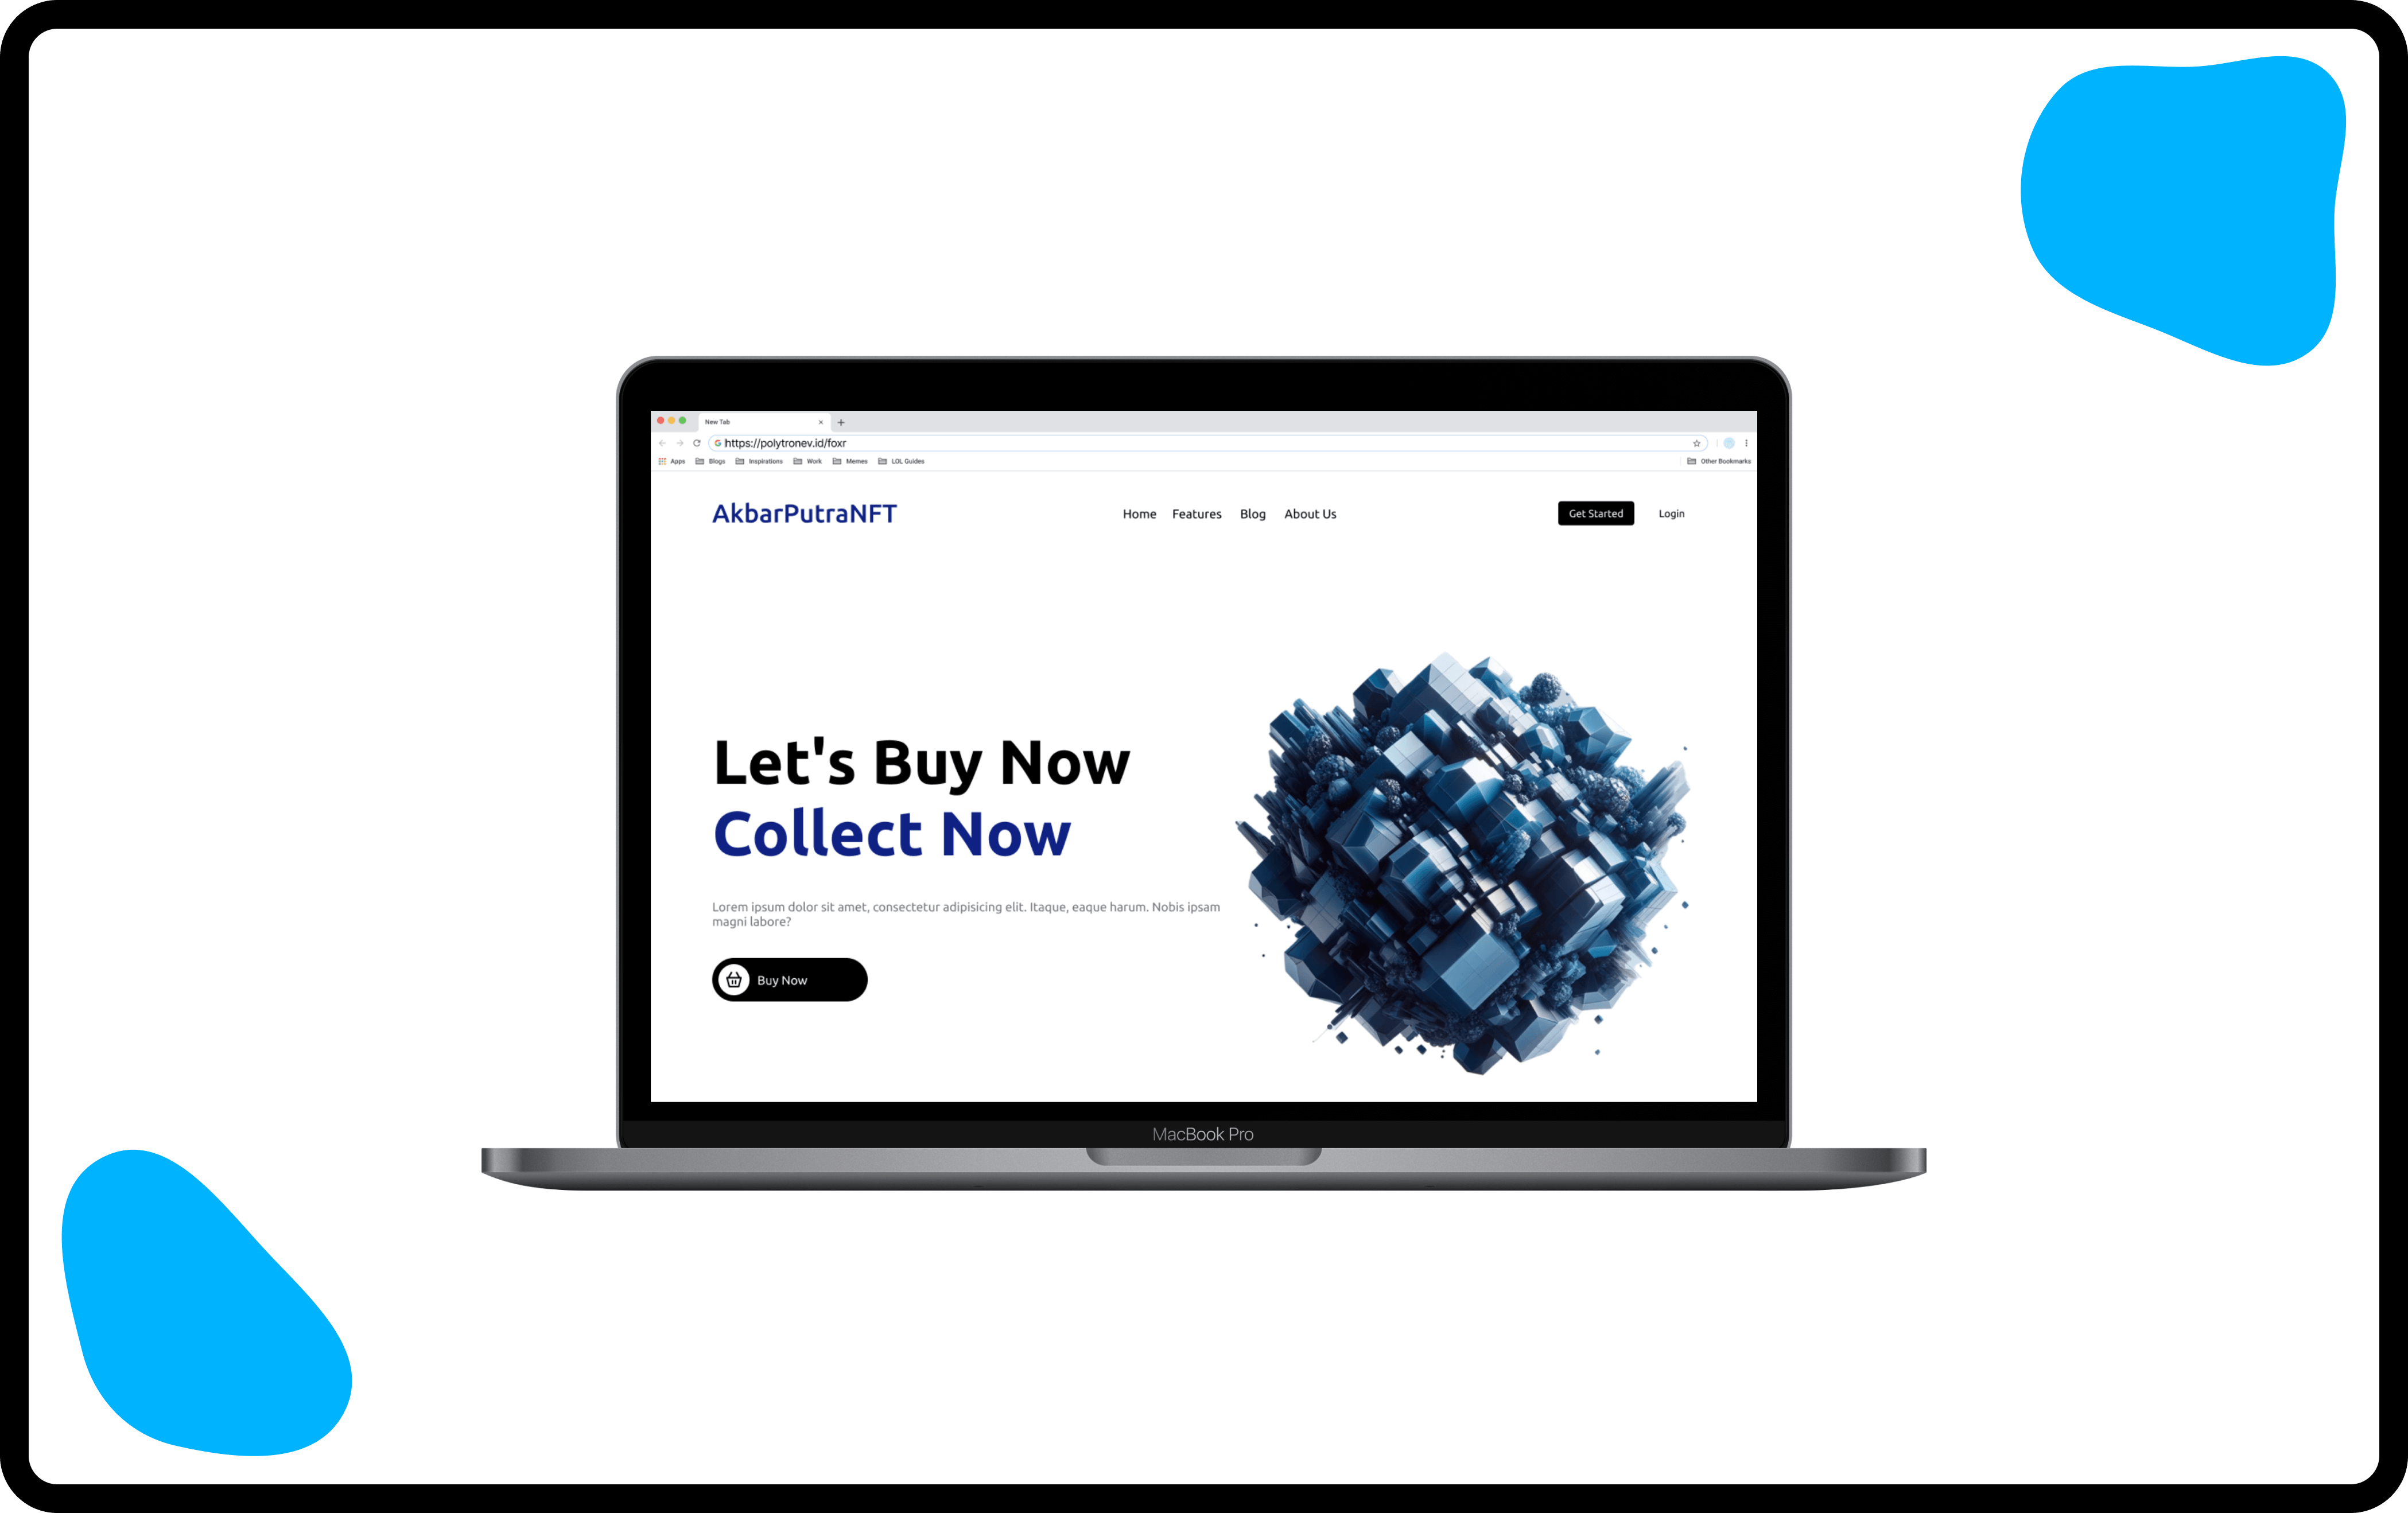 New Tab
https://polytronev.id/foxr
Apps Blogs Inspirations Work Memes LOL Guides Other Bookmarks
AkbarPutraNFT Home Features Blog About Us Get Started Login
Let's Buy Now
Collect Now
Lorem ipsum dolor sit amet, consectetur adipisicing elit. Itaque, eaque harum. Nobis ipsam
magni labore?
Buy Now
MacBook Pro